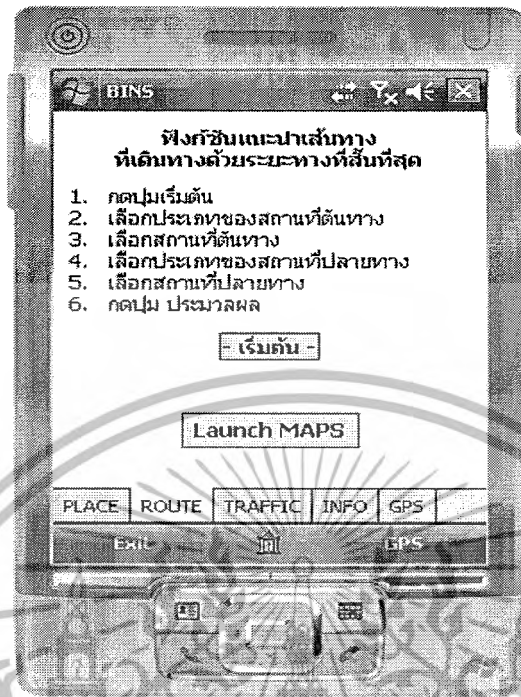 BINS
ฟังก์ชันแนะนำเส้นทาง
ที่เดินทางด้วยระยะทางที่สั้นที่สุด
1. กดปุ่มเริ่มต้น
2. เลือกประเภทของสถานที่ต้นทาง
3. เลือกสถานที่ต้นทาง
4. เลือกประเภทของสถานที่ปลายทาง
5. เลือกสถานที่ปลายทาง
6. กดปุ่ม ประมวลผล
- เริ่มต้น -
Launch MAPS
PLACE ROUTE TRAFFIC INFO GPS
Exit GPS